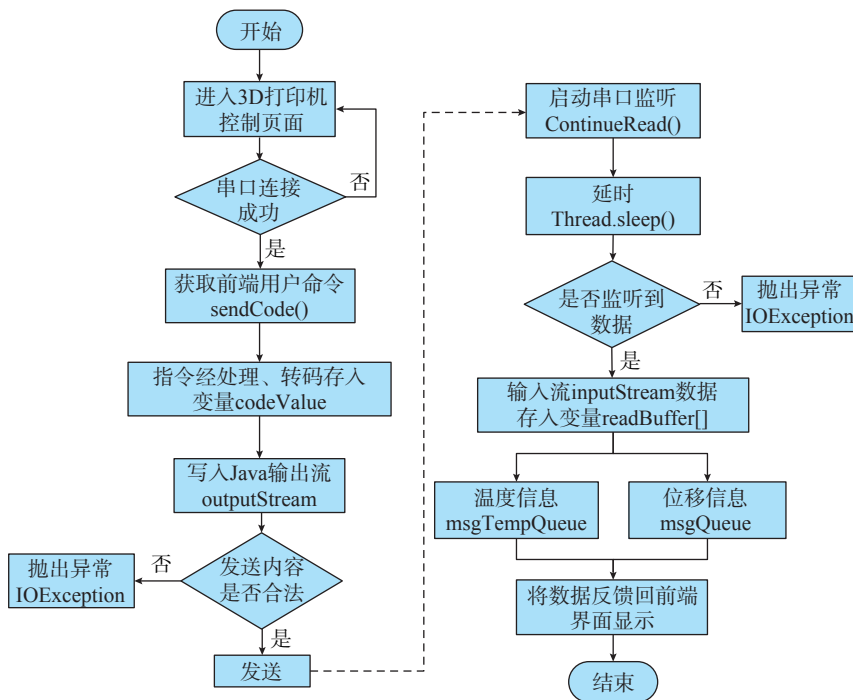 开始
进入3D打印机
控制页面
串口连接
成功
否
是
获取前端用户命令
sendCode()
指令经处理、转码存入
变量codeValue
写入Java输出流
outputStream
发送内容
是否合法
否
抛出异常
IOException
是
发送
启动串口监听
ContinueRead()
延时
Thread.sleep()
是否监听到
数据
否
抛出异常
IOException
是
输入流inputStream数据
存入变量readBuffer[]
温度信息
msgTempQueue
位移信息
msgQueue
将数据反馈回前端
界面显示
结束